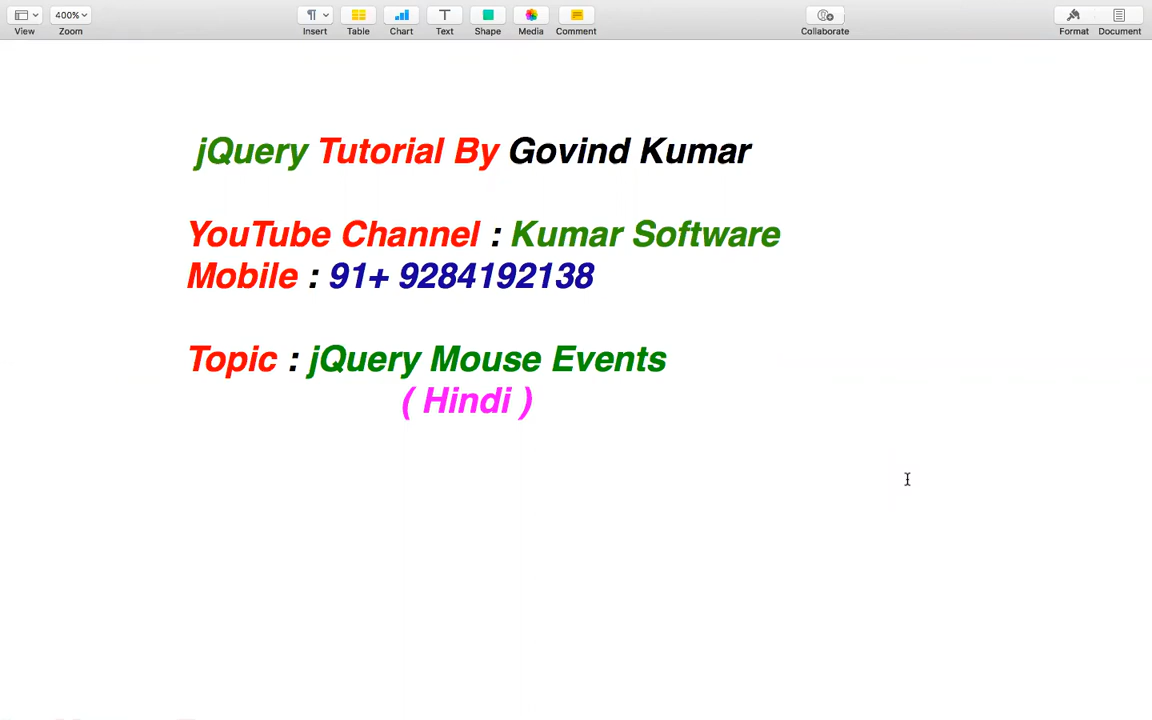 View
400%
Zoom
Insert
Table
Chart
Text
Shape
Media
Comment
Collaborate
Format
Document
jQuery Tutorial By Govind Kumar
YouTube Channel : Kumar Software
Mobile : 91+ 9284192138
Topic : jQuery Mouse Events
( Hindi )